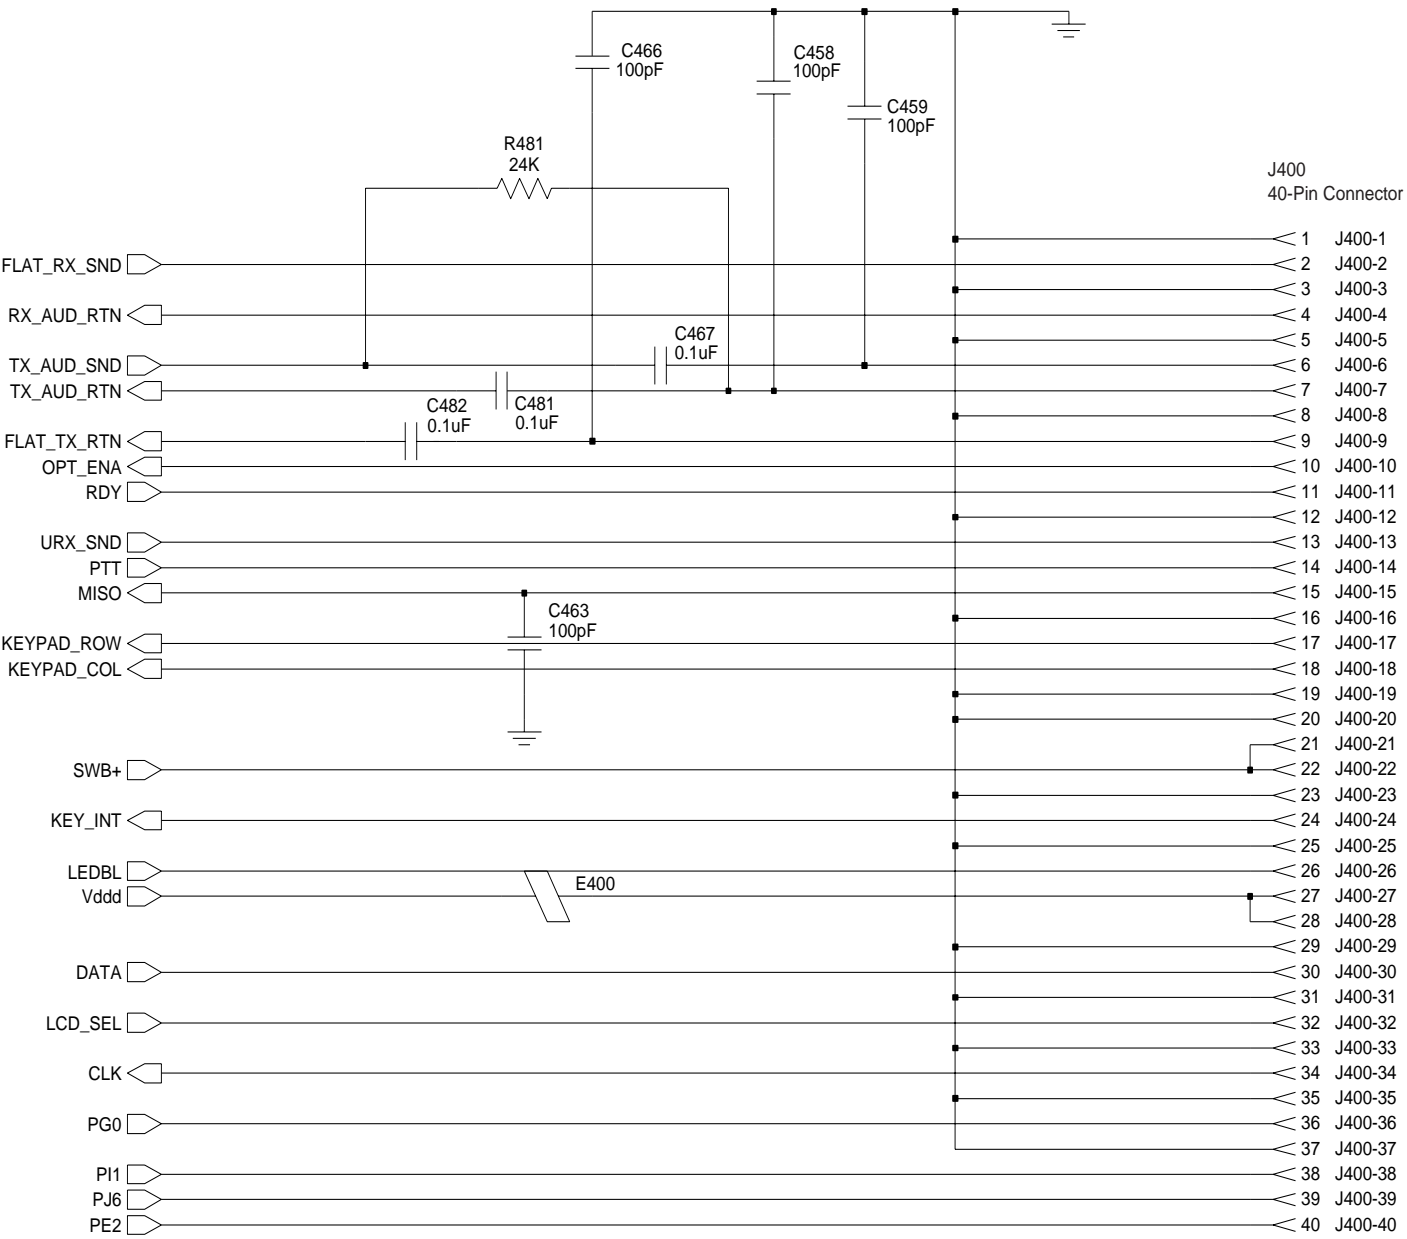 C466
100pF
C458
100pF
C459
100pF
R481
24K
J400
40-Pin Connector
1 J400-1
FLAT_RX_SND 2 J400-2
3 J400-3
RX_AUD_RTN 4 J400-4
C467
0.1uF
5 J400-5
TX_AUD_SND 6 J400-6
TX_AUD_RTN 7 J400-7
C482
0.1uF
C481
0.1uF
8 J400-8
FLAT_TX_RTN 9 J400-9
OPT_ENA 10 J400-10
RDY 11 J400-11
12 J400-12
URX_SND 13 J400-13
PTT 14 J400-14
MISO 15 J400-15
C463
100pF
16 J400-16
KEYPAD_ROW 17 J400-17
KEYPAD_COL 18 J400-18
19 J400-19
20 J400-20
21 J400-21
SWB+ 22 J400-22
23 J400-23
KEY_INT 24 J400-24
25 J400-25
LEDBL 26 J400-26
E400
Vddd 27 J400-27
28 J400-28
29 J400-29
DATA 30 J400-30
31 J400-31
LCD_SEL 32 J400-32
33 J400-33
CLK 34 J400-34
35 J400-35
PG0 36 J400-36
37 J400-37
PI1 38 J400-38
PJ6 39 J400-39
PE2 40 J400-40